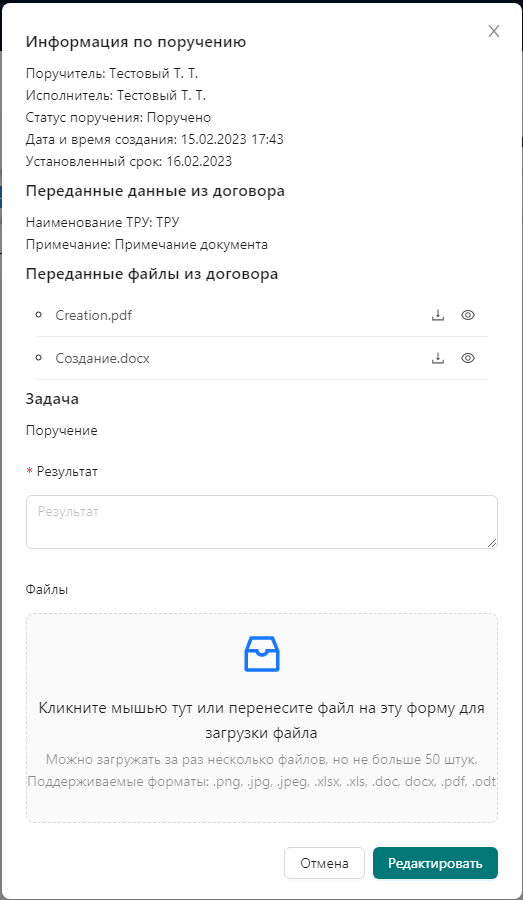 Информация по поручению
Поручитель: Тестовый Т. Т.
Исполнитель: Тестовый Т. Т.
Статус поручения: Поручено
Дата и время создания: 15.02.2023 17:43
Установленный срок: 16.02.2023
Переданные данные из договора
Наименование ТРУ: ТРУ
Примечание: Примечание документа
Переданные файлы из договора
Creation.pdf
Создание.docx
Задача
Поручение
* Результат
Результат
Файлы
Кликните мышью тут или перенесите файл на эту форму для
загрузки файла
Можно загружать за раз несколько файлов, но не больше 50 штук.
Поддерживаемые форматы: .png, .jpg, .jpeg, .xlsx, .xls, .doc, docx, .pdf, .odt
Отмена
Редактировать